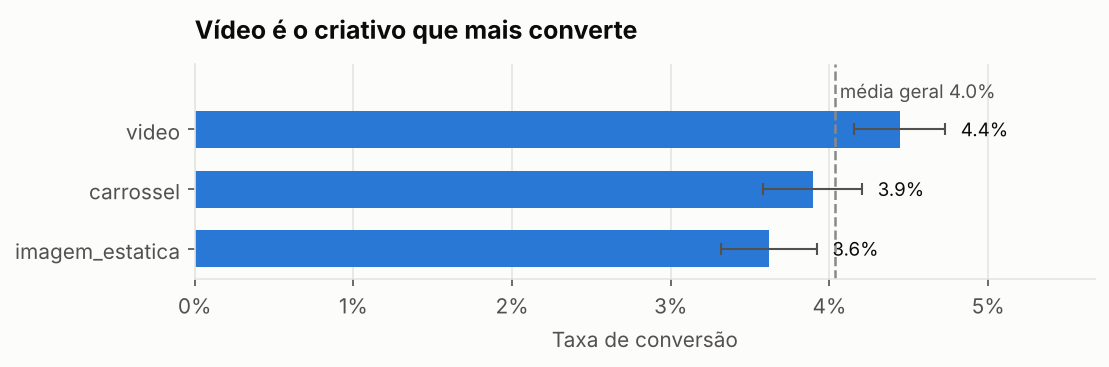 Vídeo é o criativo que mais converte
média geral 4.0%
video
4.4%
carrossel
3.9%
imagem_estatica
3.6%
0% 1% 2% 3% 4% 5%
Taxa de conversão